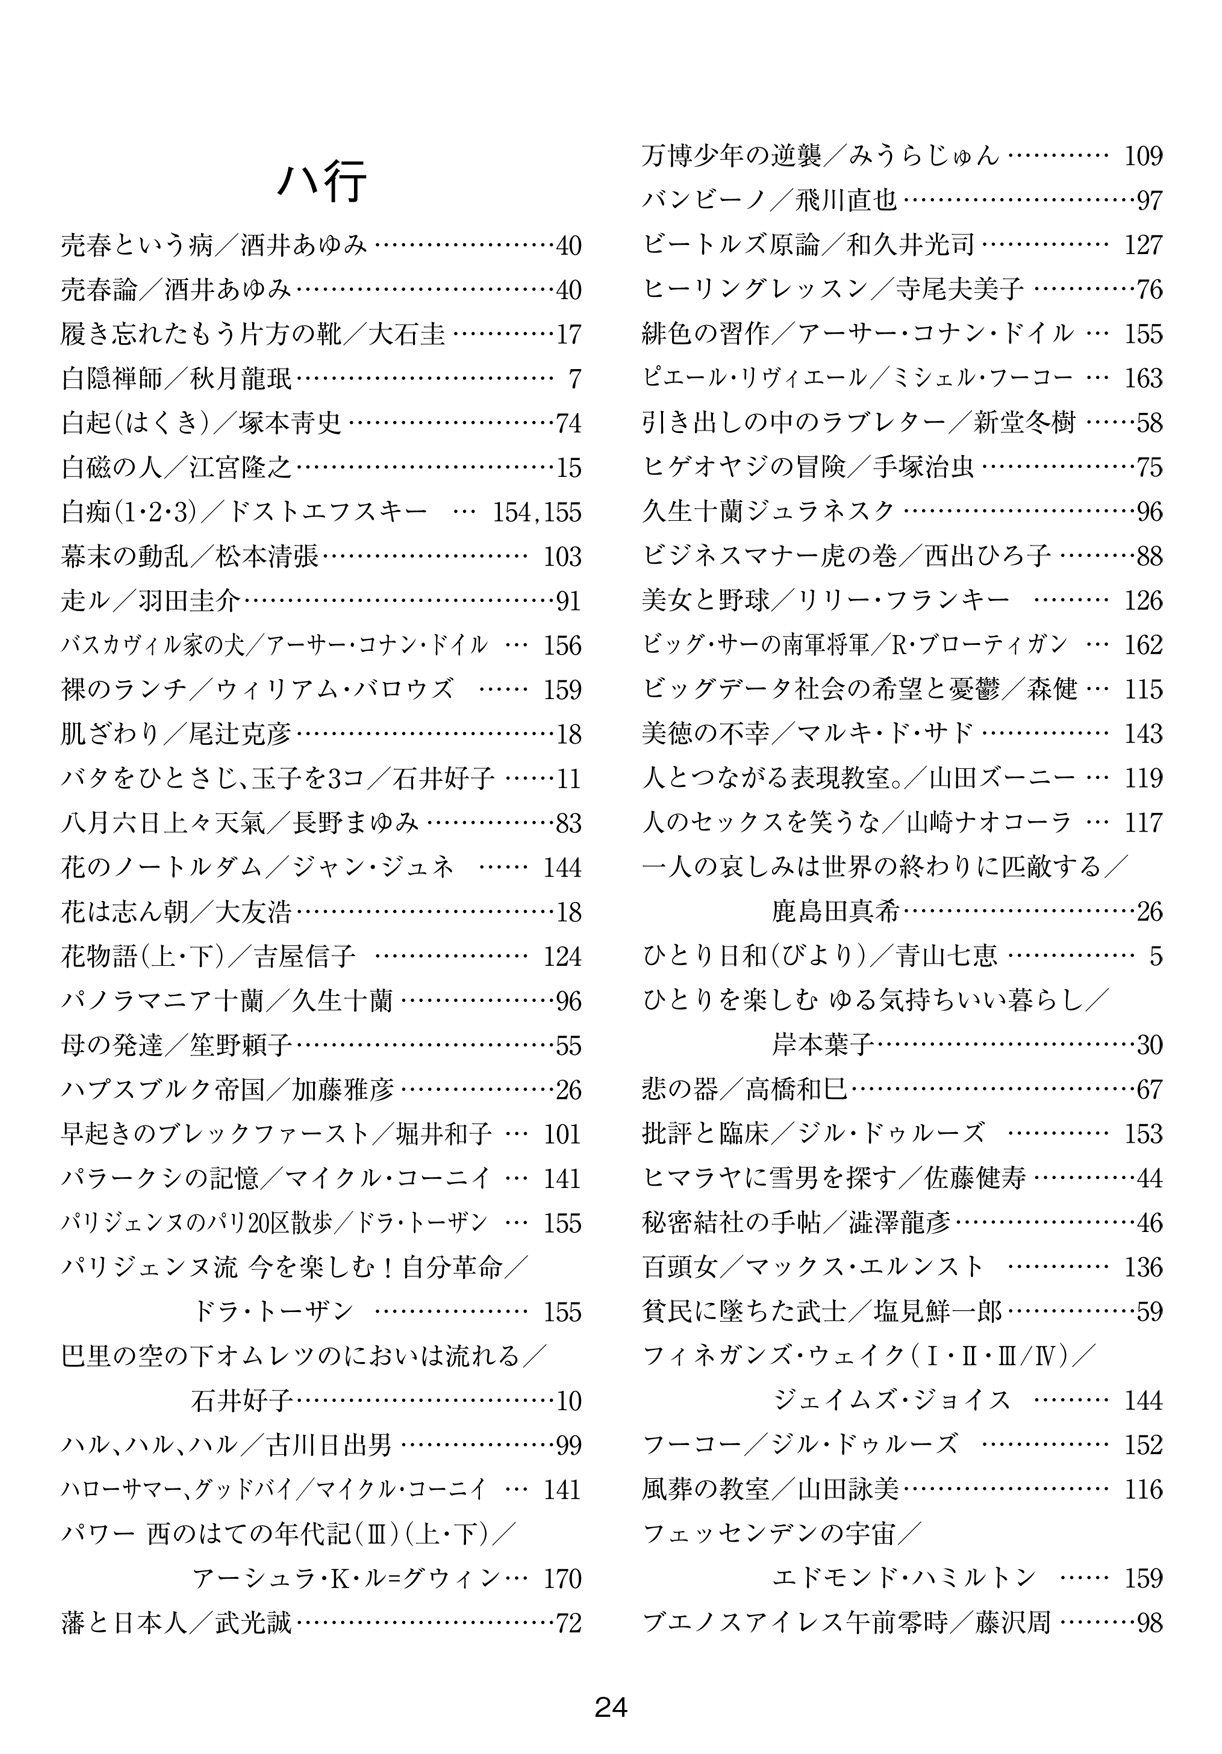 ハ行
売春という病／酒井あゆみ…………………40
売春論／酒井あゆみ…………………………40
履き忘れたもう片方の靴／大石圭…………17
白隠禅師／秋月龍珉………………………… 7
白起(はくき)／塚本靑史……………………74
白磁の人／江宮隆之…………………………15
白痴(1・2・3)／ドストエフスキー … 154,155
幕末の動乱／松本清張…………………… 103
走ル／羽田圭介………………………………91
バスカヴィル家の犬／アーサー・コナン・ドイル … 156
裸のランチ／ウィリアム・バロウズ …… 159
肌ざわり／尾辻克彦…………………………18
バタをひとさじ、玉子を3コ／石井好子……11
八月六日上々天氣／長野まゆみ……………83
花のノートルダム／ジャン・ジュネ …… 144
花は志ん朝／大友浩…………………………18
花物語(上・下)／吉屋信子 ……………… 124
パノラマニア十蘭／久生十蘭………………96
母の発達／笙野頼子…………………………55
ハプスブルク帝国／加藤雅彦………………26
早起きのブレックファースト／堀井和子 … 101
パラークシの記憶／マイクル・コーニイ … 141
パリジェンヌのパリ20区散歩／ドラ・トーザン … 155
パリジェンヌ流 今を楽しむ！自分革命／
ドラ・トーザン ……………… 155
巴里の空の下オムレツのにおいは流れる／
石井好子…………………………10
ハル、ハル、ハル／古川日出男………………99
ハローサマー、グッドバイ／マイクル・コーニイ … 141
パワー 西のはての年代記(Ⅲ)(上・下)／
アーシュラ・K・ル=グウィン… 170
藩と日本人／武光誠…………………………72
万博少年の逆襲／みうらじゅん………… 109
バンビーノ／飛川直也………………………97
ビートルズ原論／和久井光司…………… 127
ヒーリングレッスン／寺尾夫美子…………76
緋色の習作／アーサー・コナン・ドイル … 155
ピエール・リヴィエール／ミシェル・フーコー … 163
引き出しの中のラブレター／新堂冬樹……58
ヒゲオヤジの冒険／手塚治虫………………75
久生十蘭ジュラネスク………………………96
ビジネスマナー虎の巻／西出ひろ子………88
美女と野球／リリー・フランキー ……… 126
ビッグ・サーの南軍将軍／R・ブローティガン … 162
ビッグデータ社会の希望と憂鬱／森健… 115
美徳の不幸／マルキ・ド・サド…………… 143
人とつながる表現教室。／山田ズーニー … 119
人のセックスを笑うな／山崎ナオコーラ … 117
一人の哀しみは世界の終わりに匹敵する／
鹿島田真希………………………26
ひとり日和(びより)／青山七恵…………… 5
ひとりを楽しむ ゆる気持ちいい暮らし／
岸本葉子…………………………30
悲の器／高橋和巳……………………………67
批評と臨床／ジル・ドゥルーズ ………… 153
ヒマラヤに雪男を探す／佐藤健寿…………44
秘密結社の手帖／澁澤龍彦…………………46
百頭女／マックス・エルンスト ………… 136
貧民に墜ちた武士／塩見鮮一郎……………59
フィネガンズ・ウェイク(Ⅰ・Ⅱ・Ⅲ/Ⅳ)／
ジェイムズ・ジョイス ……… 144
フーコー／ジル・ドゥルーズ …………… 152
風葬の教室／山田詠美…………………… 116
フェッセンデンの宇宙／
エドモンド・ハミルトン …… 159
ブエノスアイレス午前零時／藤沢周………98
24